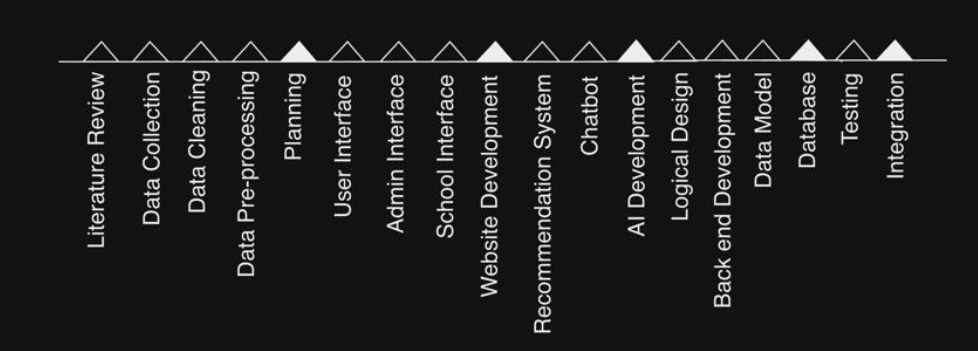 Literature Review
Data Collection
Data Cleaning
Data Pre-processing
Planning
User Interface
Admin Interface
School Interface
Website Development
Recommendation System
Chatbot
AI Development
Logical Design
Back end Development
Data Model
Database
Testing
Integration